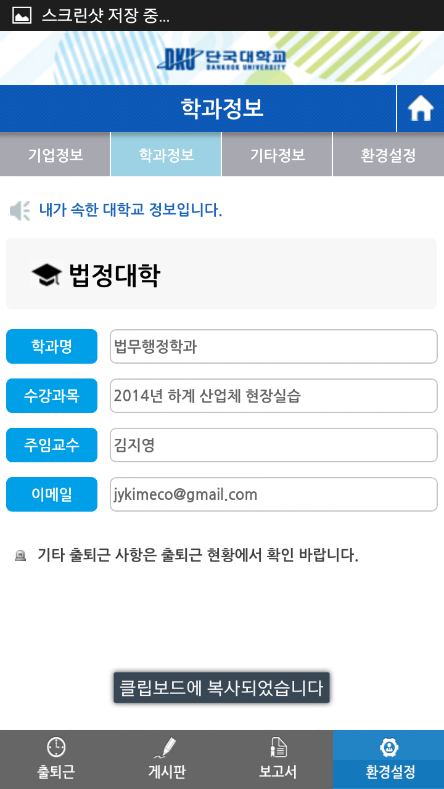 스크린샷 저장 중...
DKU 단국대학교
DANKOOK UNIVERSITY
학과정보
기업정보 학과정보 기타정보 환경설정
내가 속한 대학교 정보입니다.
법정대학
학과명 법무행정학과
수강과목 2014년 하계 산업체 현장실습
주임교수 김지영
이메일 jykimeco@gmail.com
기타 출퇴근 사항은 출퇴근 현황에서 확인 바랍니다.
클립보드에 복사되었습니다
출퇴근 게시판 보고서 환경설정